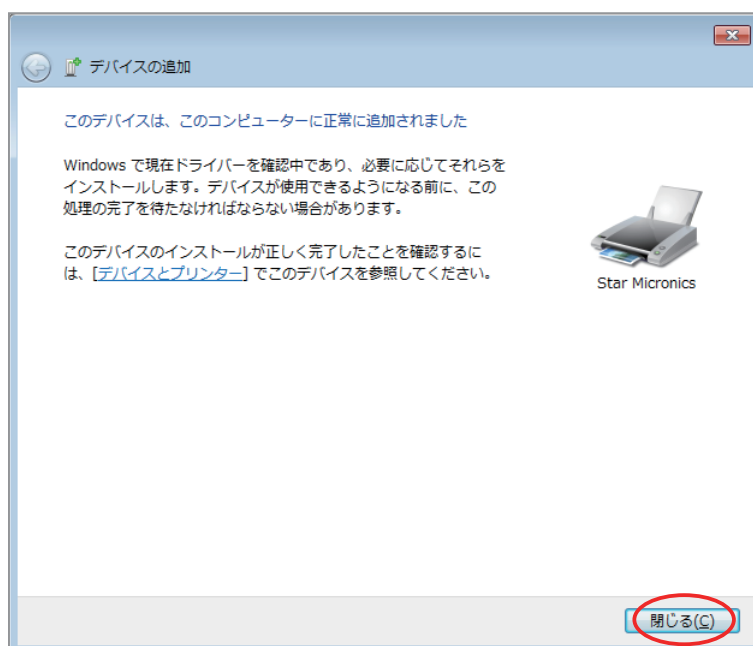 デバイスの追加
このデバイスは、このコンピューターに正常に追加されました
Windows で現在ドライバーを確認中であり、必要に応じてそれらを
インストールします。デバイスが使用できるようになる前に、この
処理の完了を待たなければならない場合があります。
このデバイスのインストールが正しく完了したことを確認するに
は、[デバイスとプリンター] でこのデバイスを参照してください。
Star Micronics
閉じる(C)